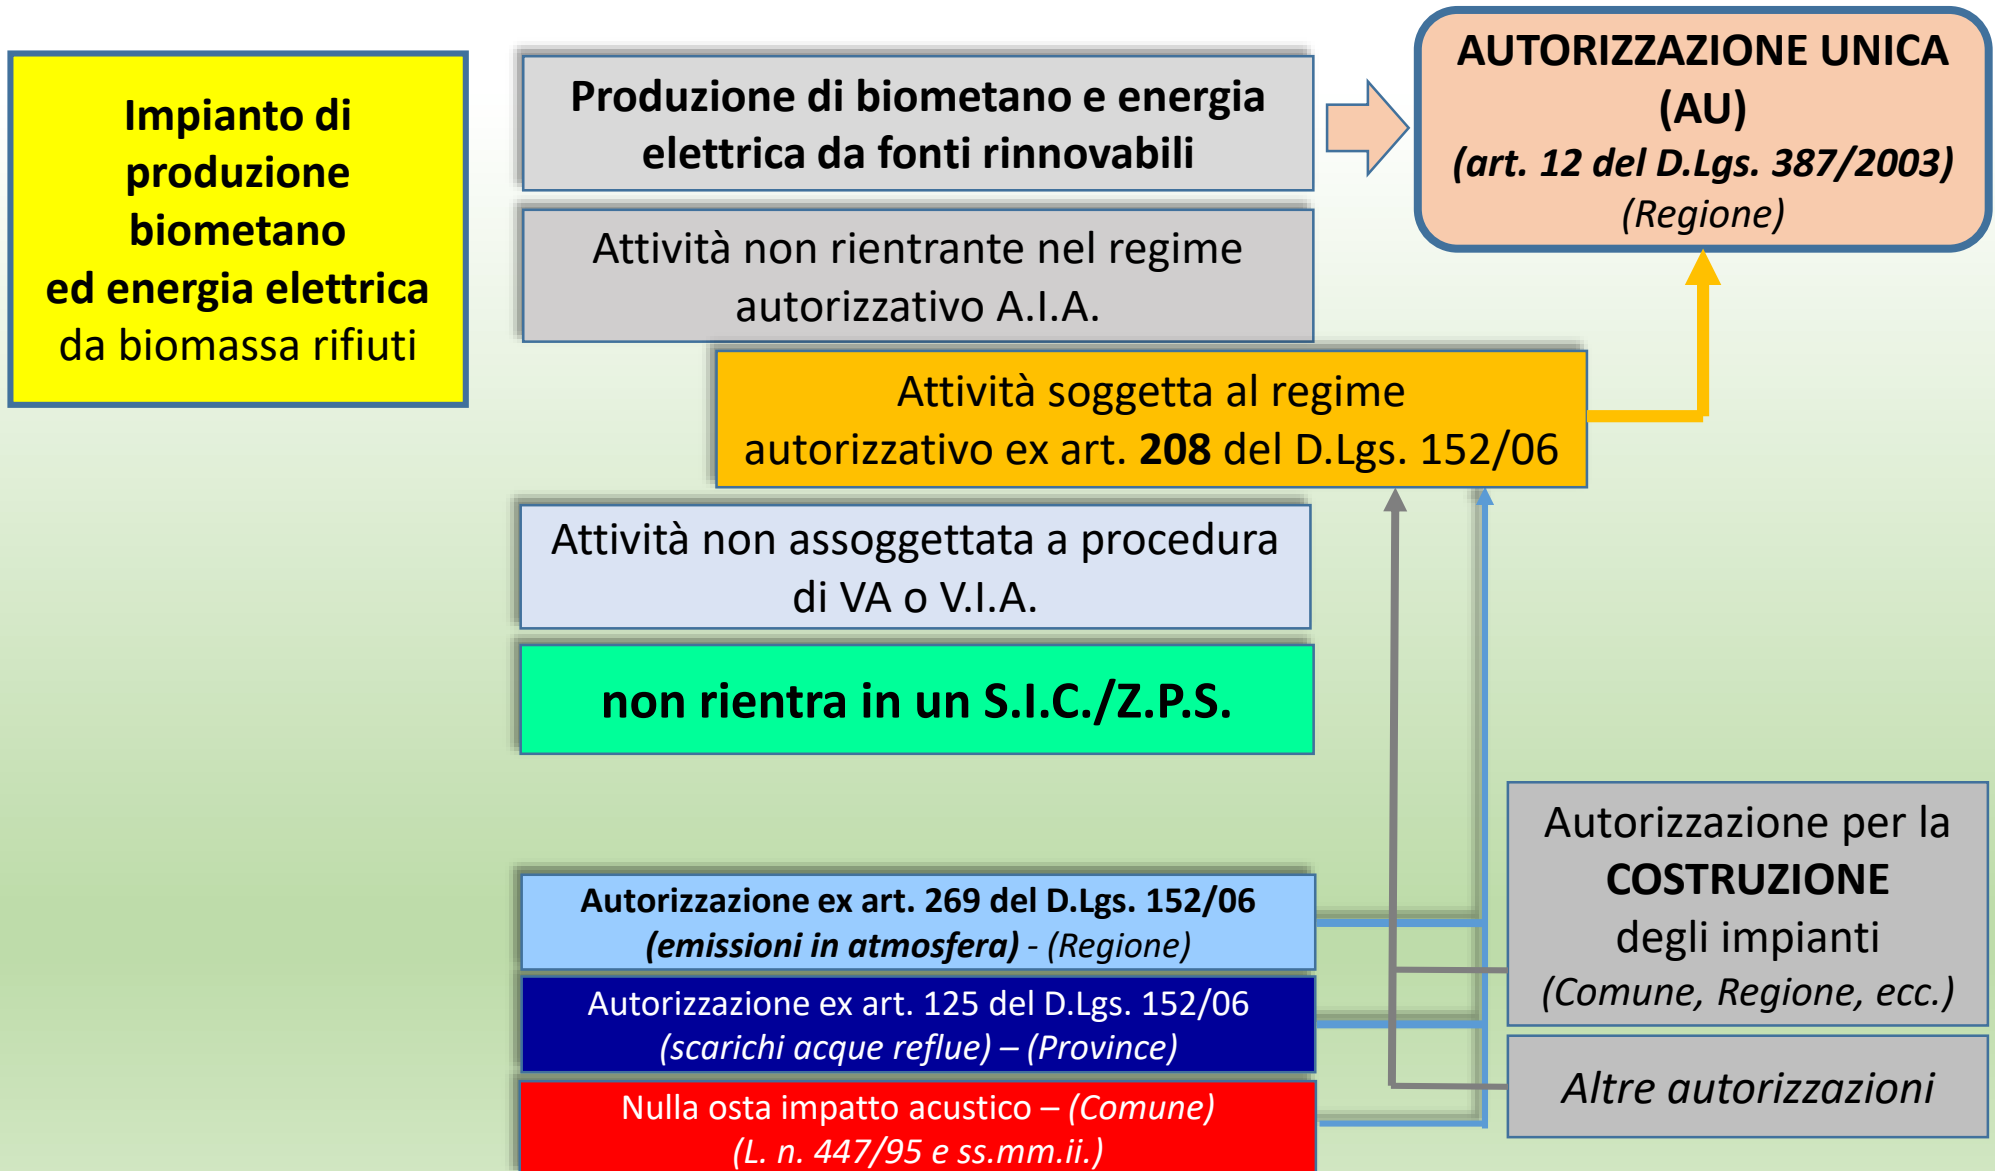 Impianto di
produzione
biometano
ed energia elettrica
da biomassa rifiuti
Produzione di biometano e energia
elettrica da fonti rinnovabili
AUTORIZZAZIONE UNICA
(AU)
(art. 12 del D.Lgs. 387/2003)
(Regione)
Attività non rientrante nel regime
autorizzativo A.I.A.
Attività soggetta al regime
autorizzativo ex art. 208 del D.Lgs. 152/06
Attività non assoggettata a procedura
di VA o V.I.A.
non rientra in un S.I.C./Z.P.S.
Autorizzazione ex art. 269 del D.Lgs. 152/06
(emissioni in atmosfera) - (Regione)
Autorizzazione ex art. 125 del D.Lgs. 152/06
(scarichi acque reflue) – (Province)
Nulla osta impatto acustico – (Comune)
(L. n. 447/95 e ss.mm.ii.)
Autorizzazione per la
COSTRUZIONE
degli impianti
(Comune, Regione, ecc.)
Altre autorizzazioni